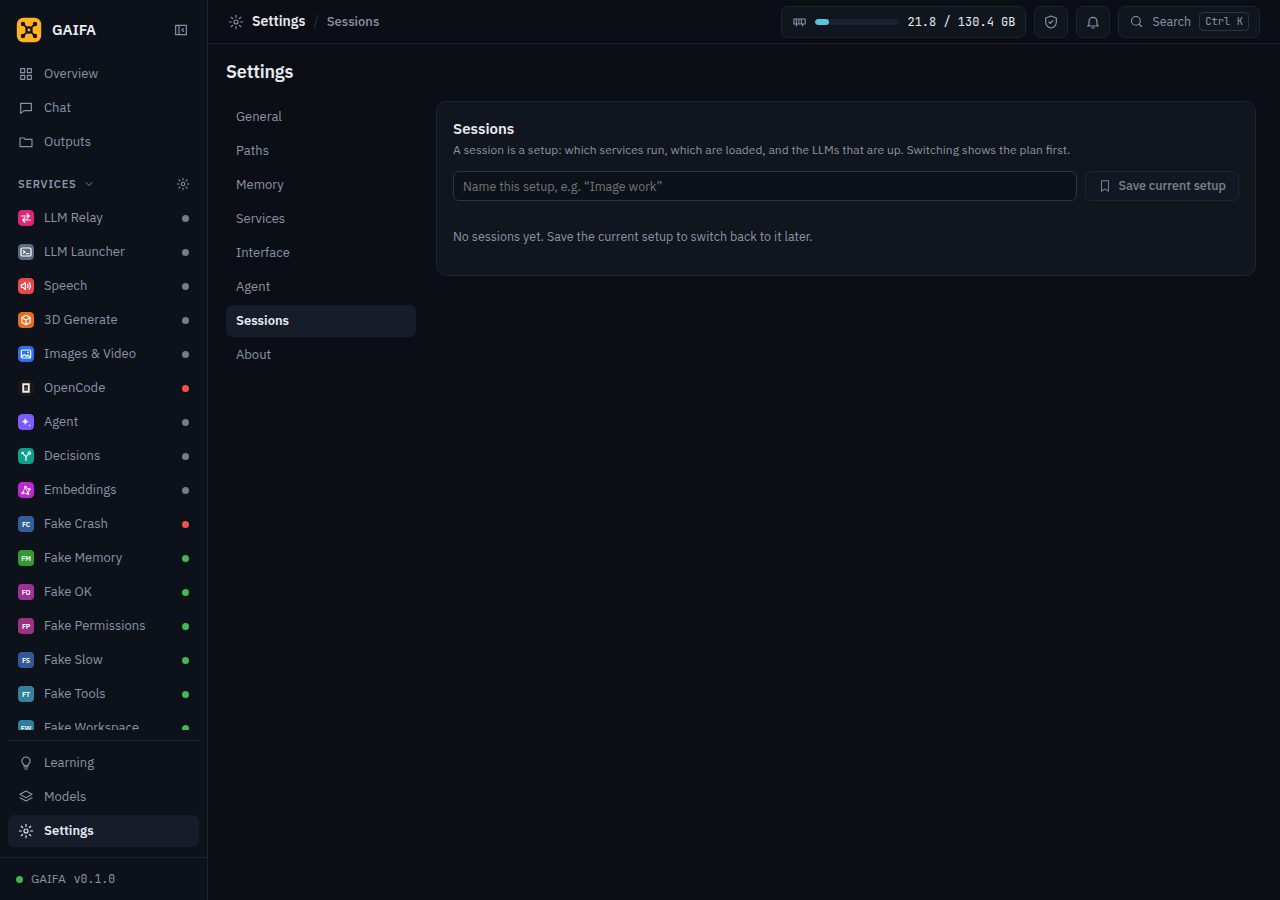 GAIFA
Overview
Chat
Outputs
SERVICES
LLM Relay
LLM Launcher
Speech
3D Generate
Images & Video
OpenCode
Agent
Decisions
Embeddings
FC Fake Crash
FM Fake Memory
FO Fake OK
FP Fake Permissions
FS Fake Slow
FT Fake Tools
FW Fake Workspace
Learning
Models
Settings
GAIFA v0.1.0
Settings / Sessions
21.8 / 130.4 GB
Search Ctrl K
Settings
General
Paths
Memory
Services
Interface
Agent
Sessions
About
Sessions
A session is a setup: which services run, which are loaded, and the LLMs that are up. Switching shows the plan first.
Name this setup, e.g. “Image work”
Save current setup
No sessions yet. Save the current setup to switch back to it later.